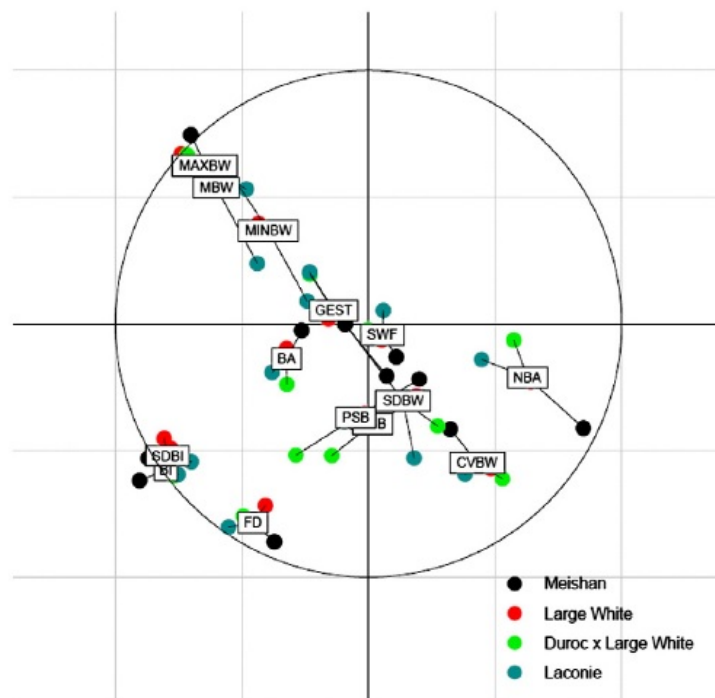 MAXBW
MBW
MINBW
GEST
SWF
BA
NBA
SDBW
PSB
CVBW
SDBI
BI
FD
Meishan
Large White
Duroc x Large White
Laconie